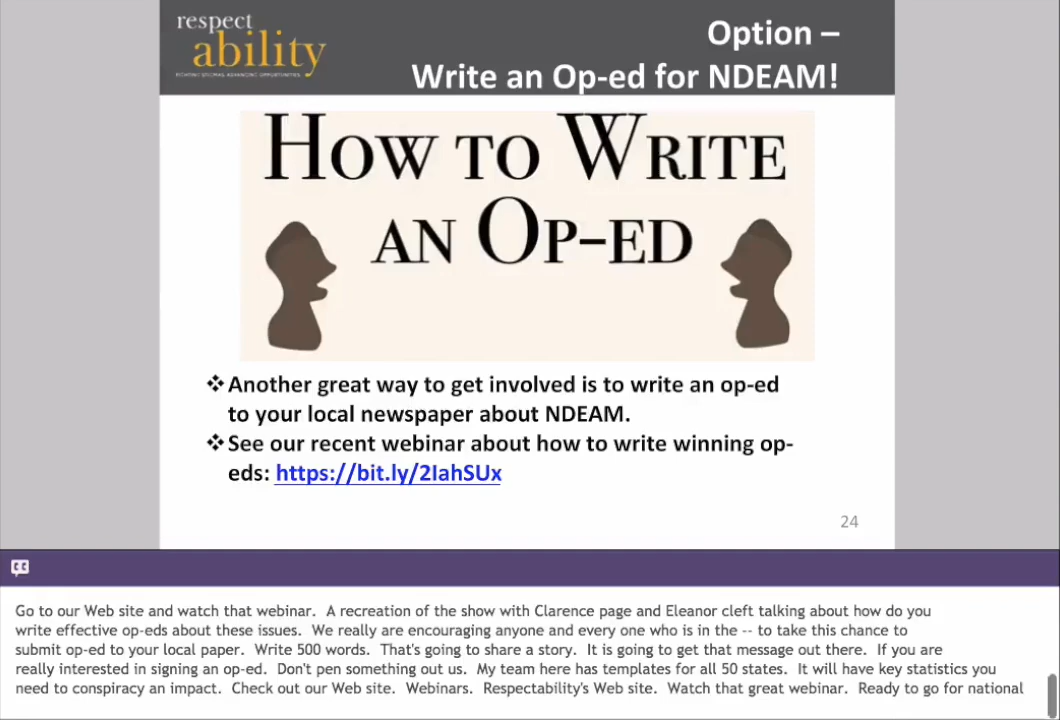 respect
ability
Option –
Write an Op-ed for NDEAM!
How to Write
an Op-ed
❖Another great way to get involved is to write an op-ed
to your local newspaper about NDEAM.
❖See our recent webinar about how to write winning op-
eds: https://bit.ly/2IahSUx
24
Go to our Web site and watch that webinar.  A recreation of the show with Clarence page and Eleanor cleft talking about how do you
write effective op-eds about these issues.  We really are encouraging anyone and every one who is in the -- to take this chance to
submit op-ed to your local paper.  Write 500 words.  That's going to share a story.  It is going to get that message out there.  If you are
really interested in signing an op-ed.  Don't pen something out us.  My team here has templates for all 50 states.  It will have key statistics you
need to conspiracy an impact.  Check out our Web site.  Webinars.  Respectability's Web site.  Watch that great webinar.  Ready to go for national